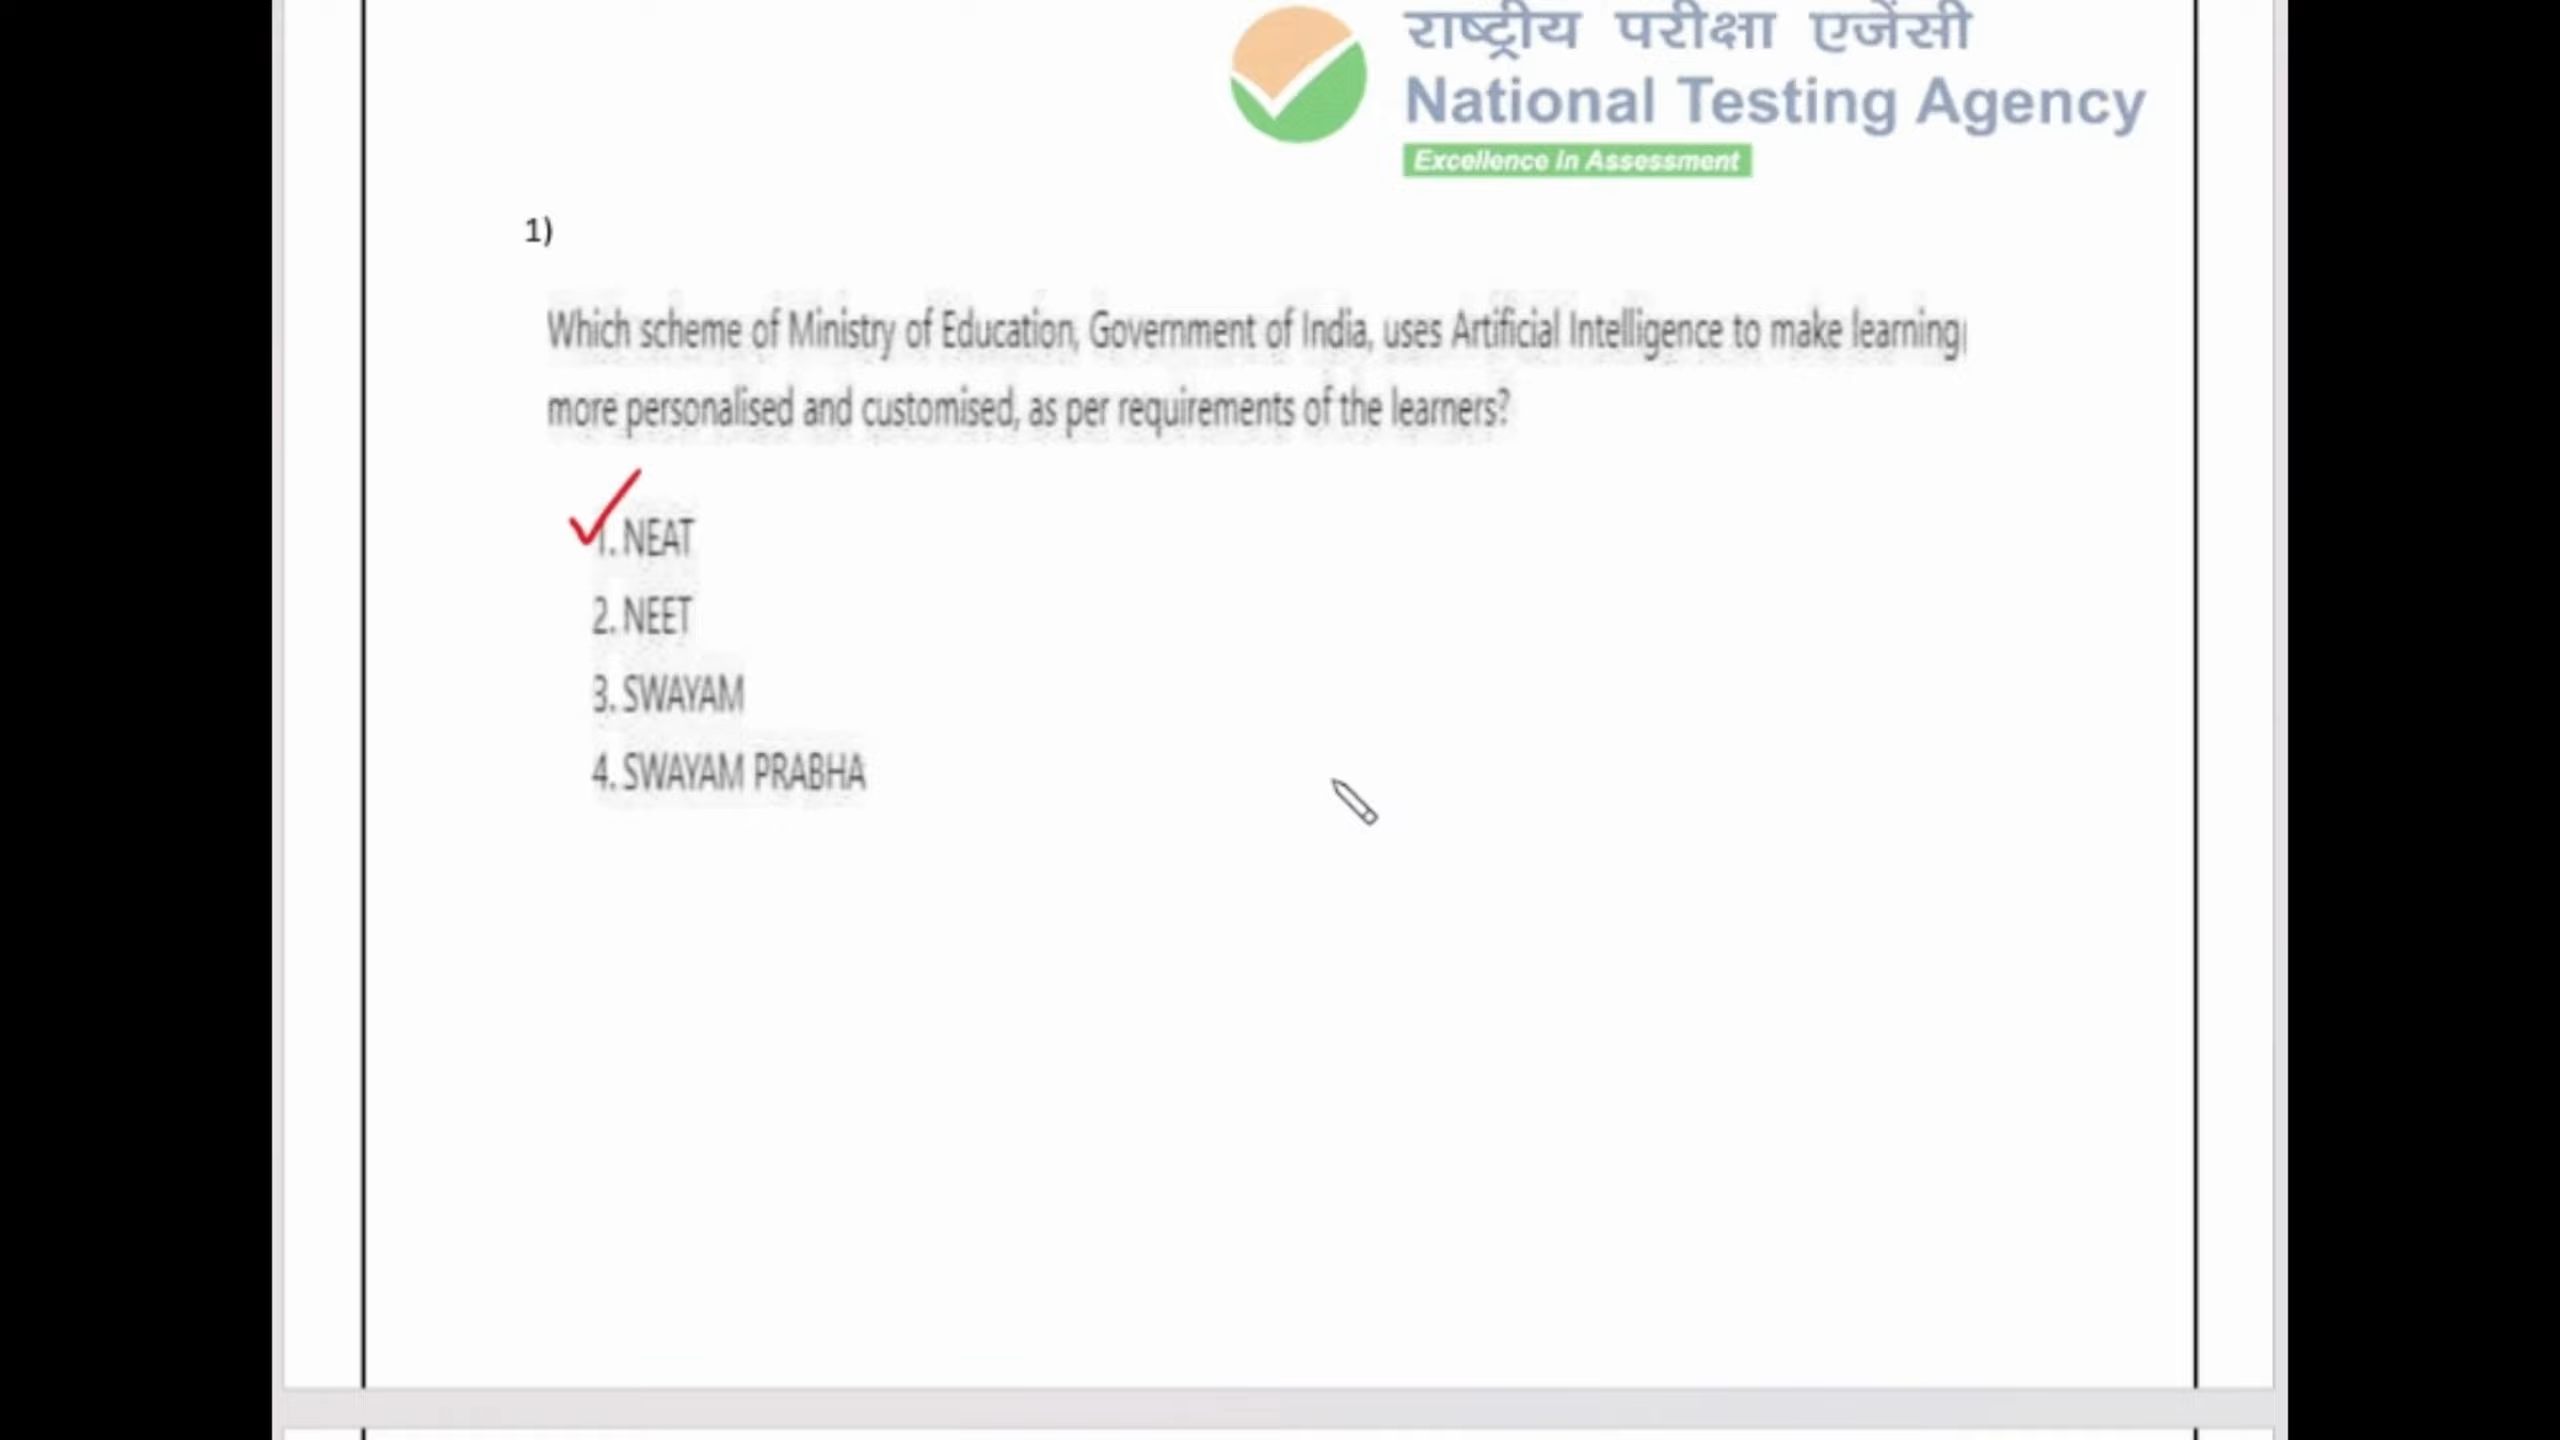 राष्ट्रीय परीक्षा एजेंसी
National Testing Agency
Excellence in Assessment
1)
Which scheme of Ministry of Education, Government of India, uses Artificial Intelligence to make learning
more personalised and customised, as per requirements of the learners?
1. NEAT
2. NEET
3. SWAYAM
4. SWAYAM PRABHA